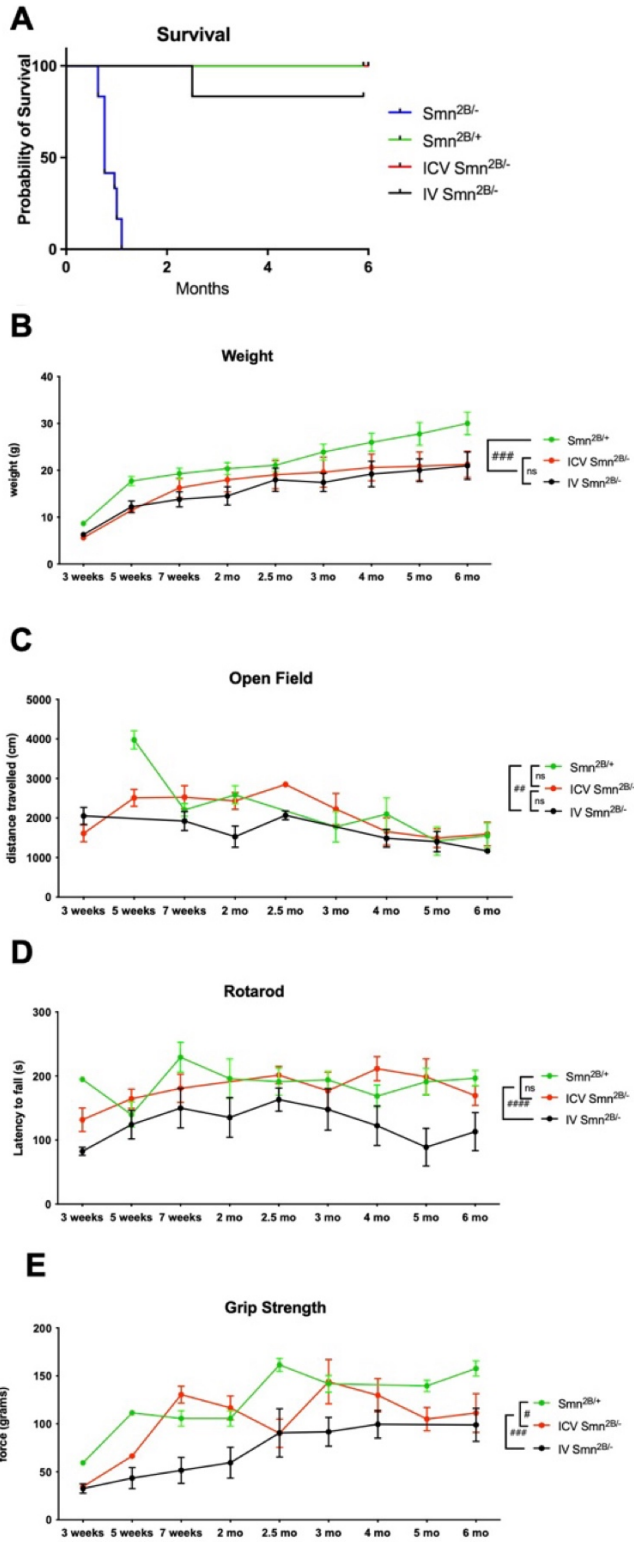 A
Survival
Probability of Survival
100
50
0
0 2 4 6
Months
Smn2B/-
Smn2B/+
ICV Smn2B/-
IV Smn2B/-
B
Weight
weight (g)
40
30
20
10
0
3 weeks 5 weeks 7 weeks 2 mo 2.5 mo 3 mo 4 mo 5 mo 6 mo
###
ns
Smn2B/+
ICV Smn2B/-
IV Smn2B/-
C
Open Field
distance travelled (cm)
5000
4000
3000
2000
1000
0
3 weeks 5 weeks 7 weeks 2 mo 2.5 mo 3 mo 4 mo 5 mo 6 mo
##
ns
ns
Smn2B/+
ICV Smn2B/-
IV Smn2B/-
D
Rotarod
Latency to fall (s)
300
200
100
0
3 weeks 5 weeks 7 weeks 2 mo 2.5 mo 3 mo 4 mo 5 mo 6 mo
####
ns
Smn2B/+
ICV Smn2B/-
IV Smn2B/-
E
Grip Strength
force (grams)
200
150
100
50
0
3 weeks 5 weeks 7 weeks 2 mo 2.5 mo 3 mo 4 mo 5 mo 6 mo
#
###
Smn2B/+
ICV Smn2B/-
IV Smn2B/-